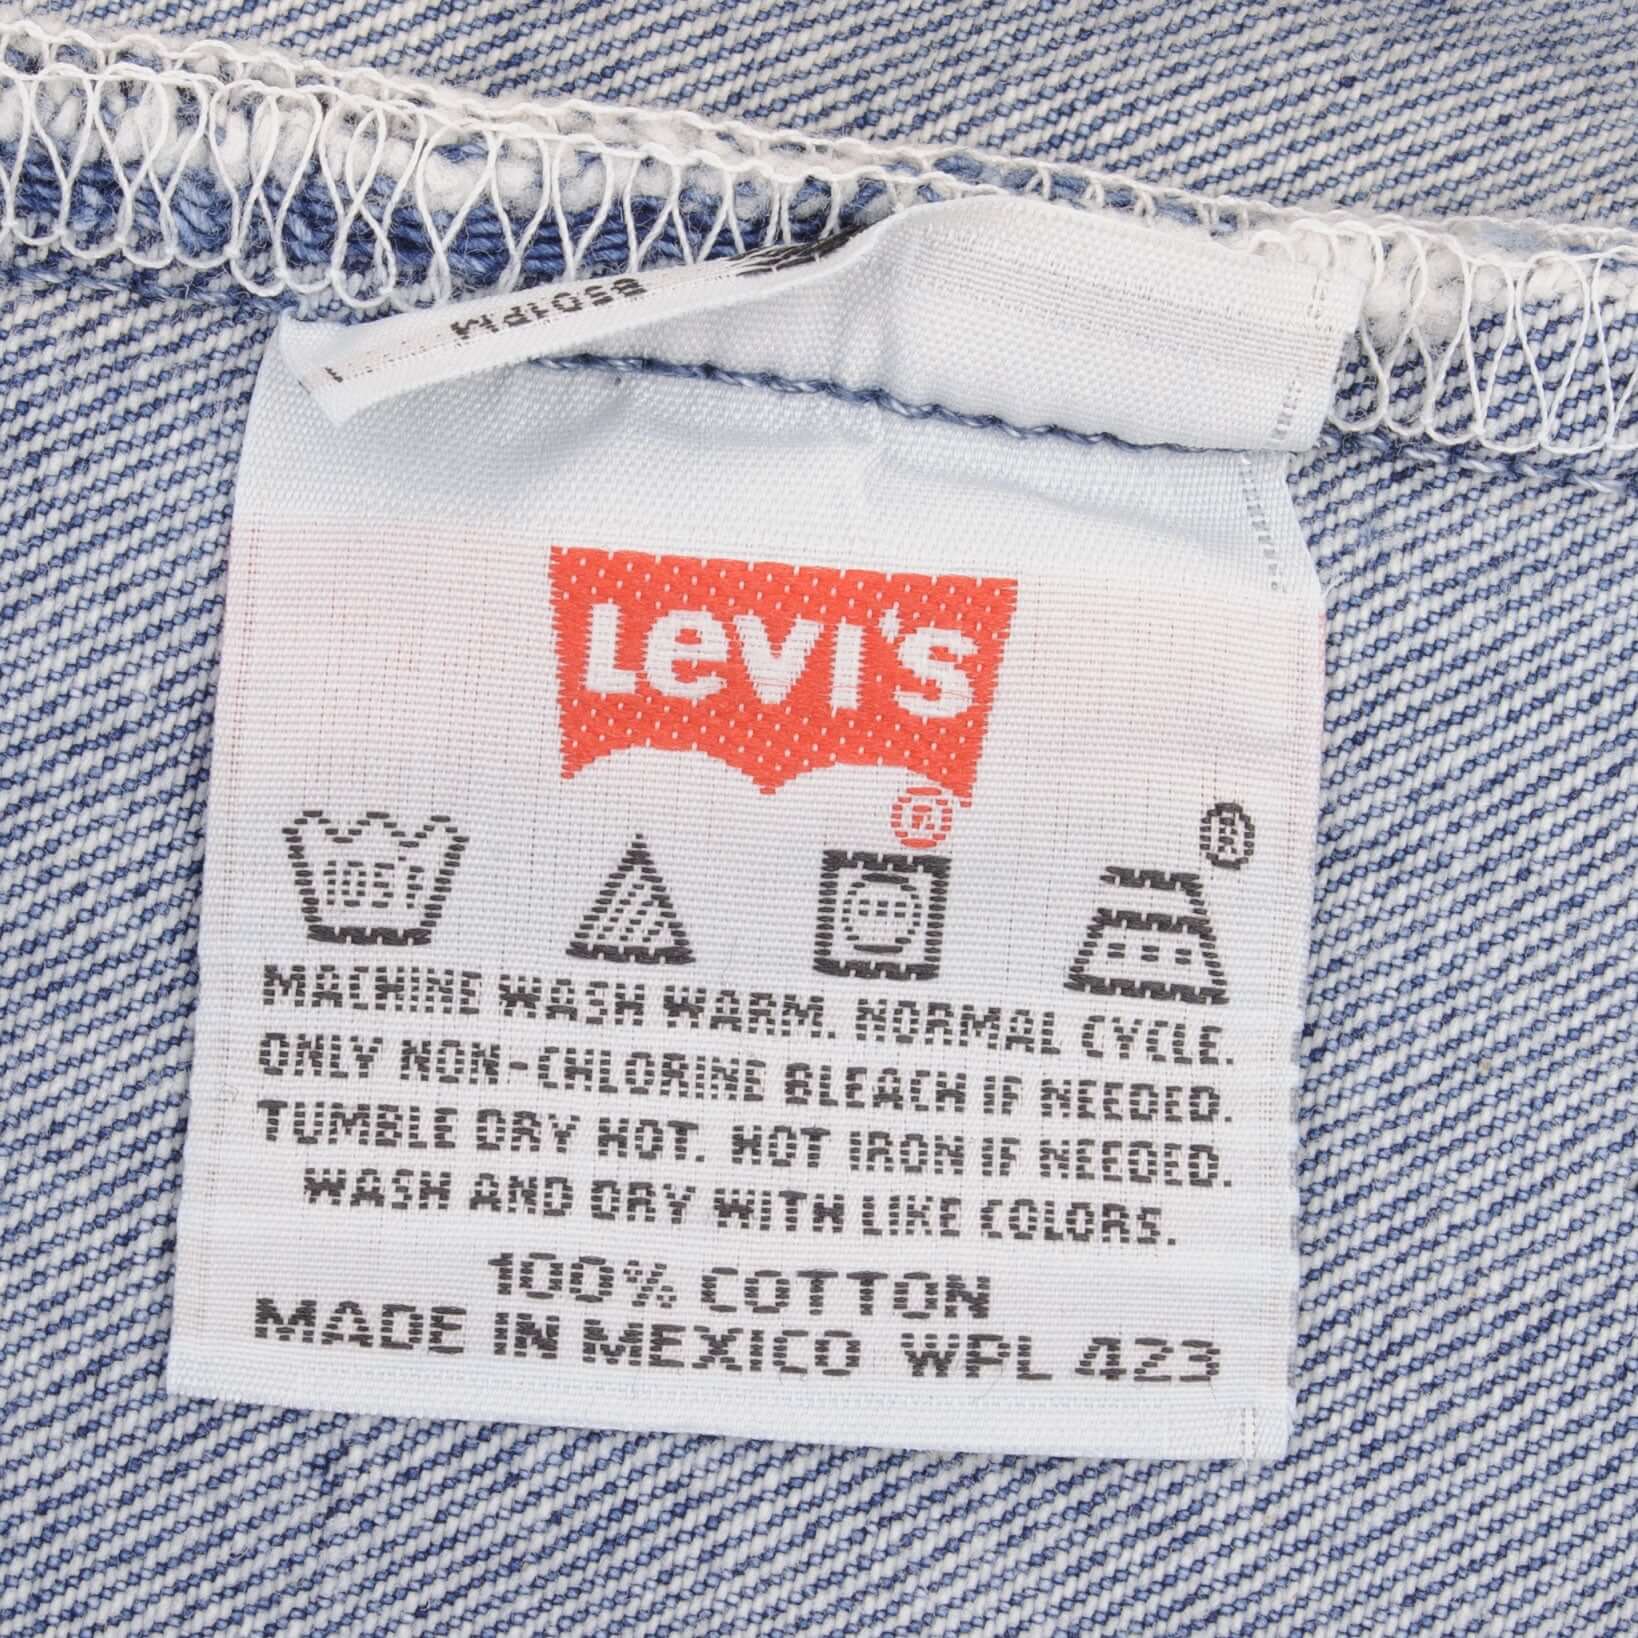 Levi's
®
105°F
®
MACHINE WASH WARM. NORMAL CYCLE.
ONLY NON-CHLORINE BLEACH IF NEEDED.
TUMBLE DRY HOT. HOT IRON IF NEEDED.
WASH AND DRY WITH LIKE COLORS.
100% COTTON
MADE IN MEXICO WPL 423